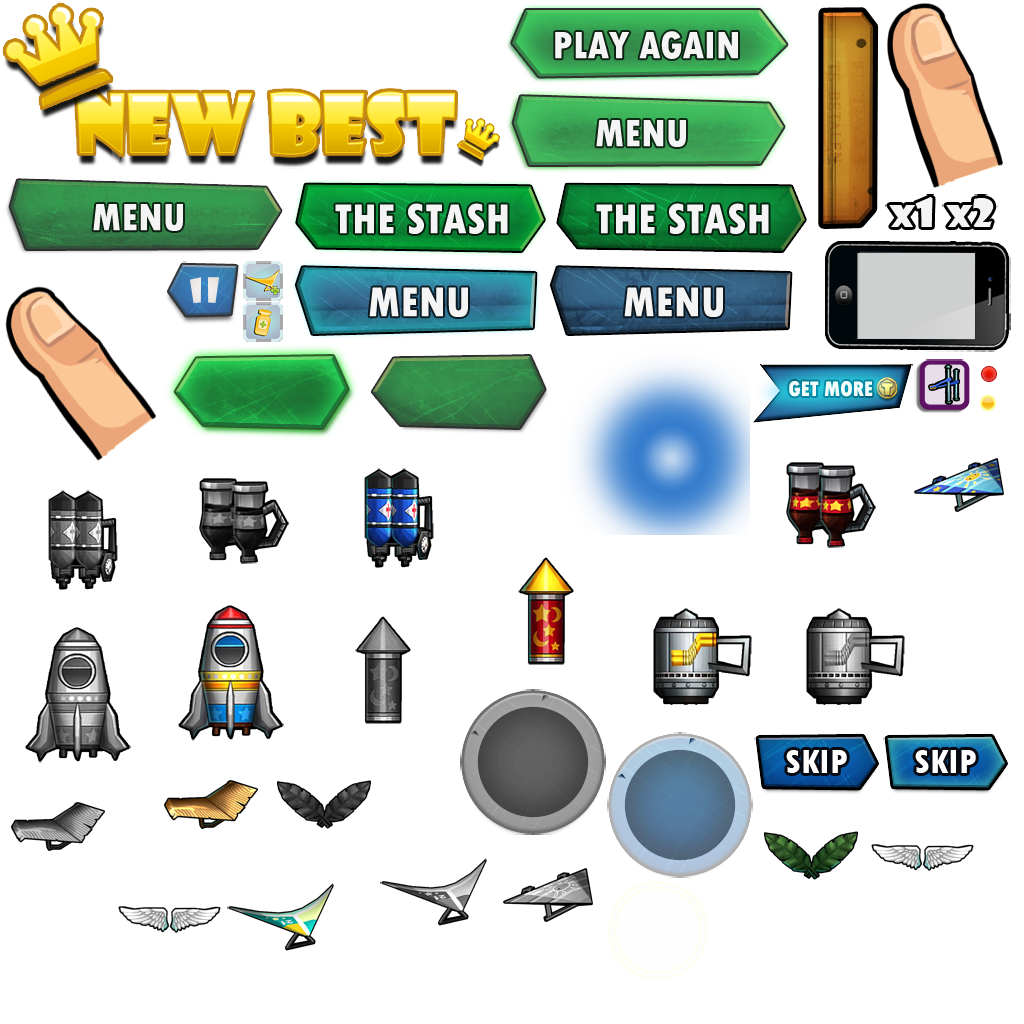 PLAY AGAIN
NEW BEST
MENU
MENU
THE STASH
THE STASH
x1 x2
MENU
MENU
GET MORE
SKIP
SKIP